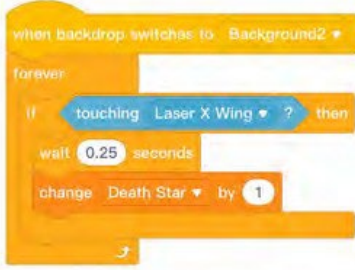 when backdrop switches to Background2
forever
if touching Laser X Wing ? then
wait 0.25 seconds
change Death Star by 1